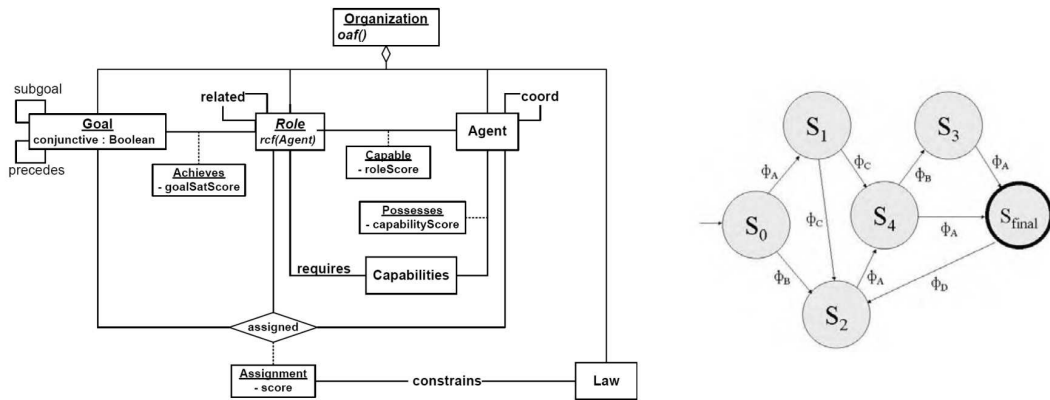 Organization
oaf()
subgoal
related
coord
Goal
conjunctive : Boolean
Role
rcf(Agent)
Agent
precedes
Achieves
- goalSatScore
Capable
- roleScore
Possesses
- capabilityScore
requires
Capabilities
assigned
Assignment
- score
constrains
Law
S1
S3
ΦA
ΦC
ΦB
ΦA
S0
ΦC
S4
ΦA
Sfinal
ΦB
ΦA
ΦD
S2